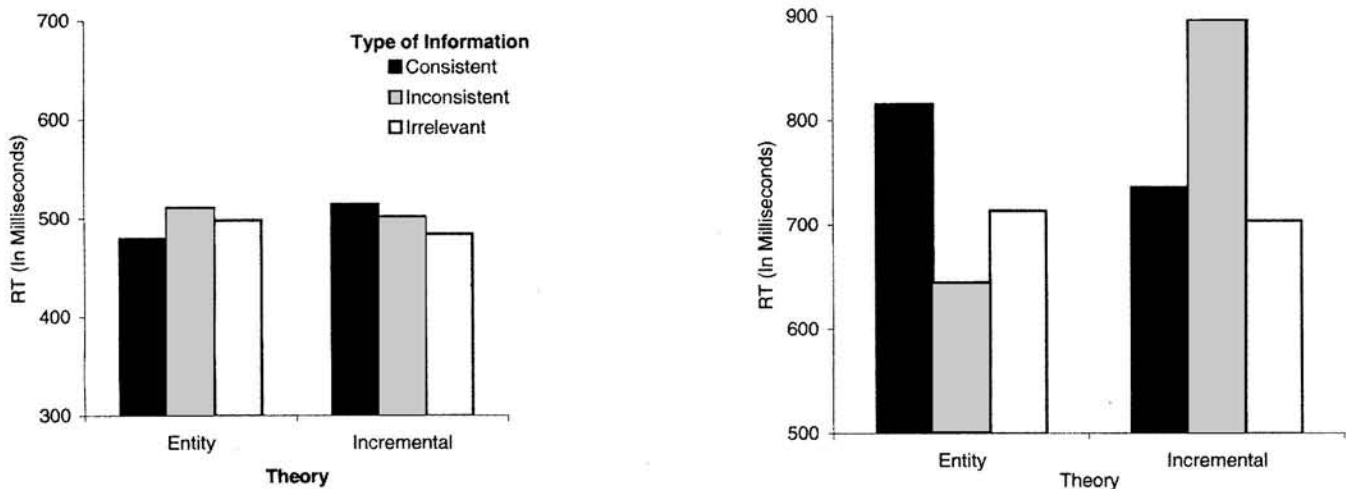 700
600
500
400
300
RT (In Milliseconds)
Type of Information
Consistent
Inconsistent
Irrelevant
Entity
Incremental
Theory
900
800
700
600
500
RT (In Milliseconds)
Entity
Incremental
Theory